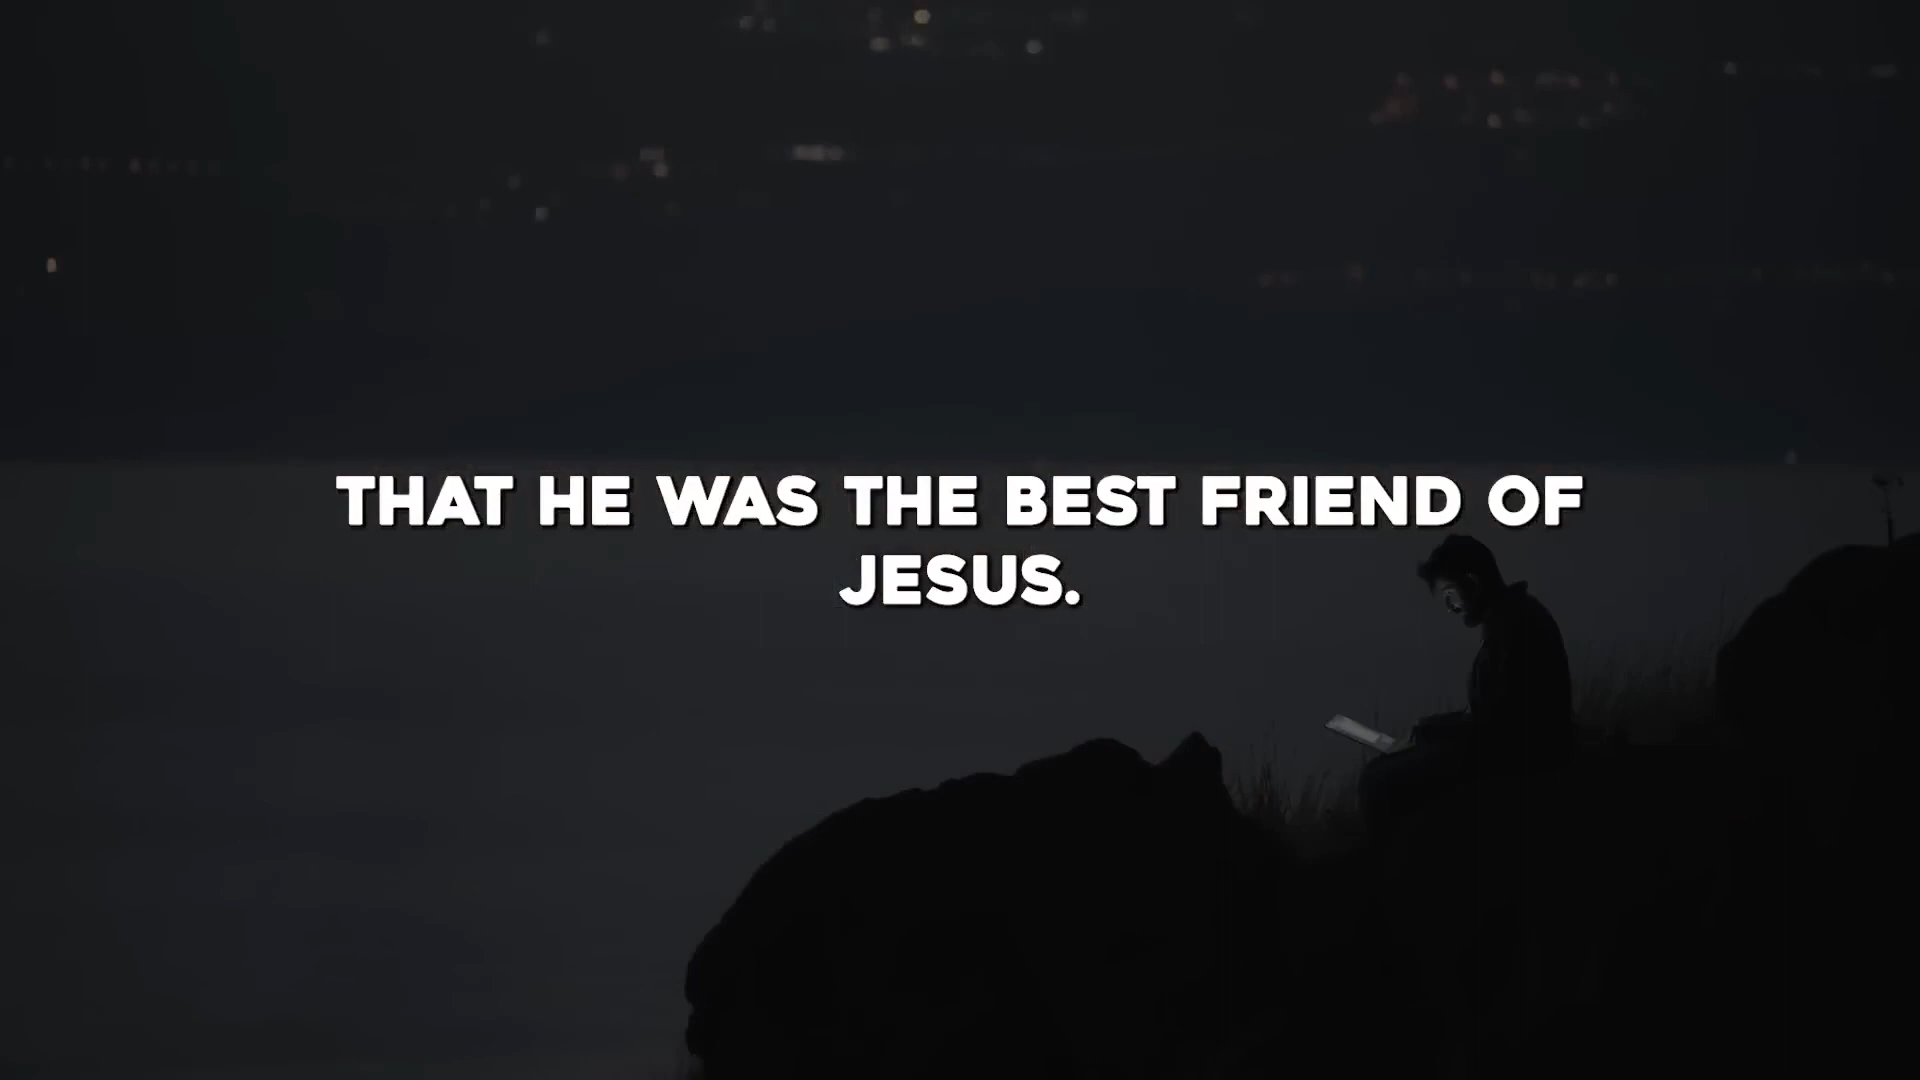 THAT HE WAS THE BEST FRIEND OF
JESUS.